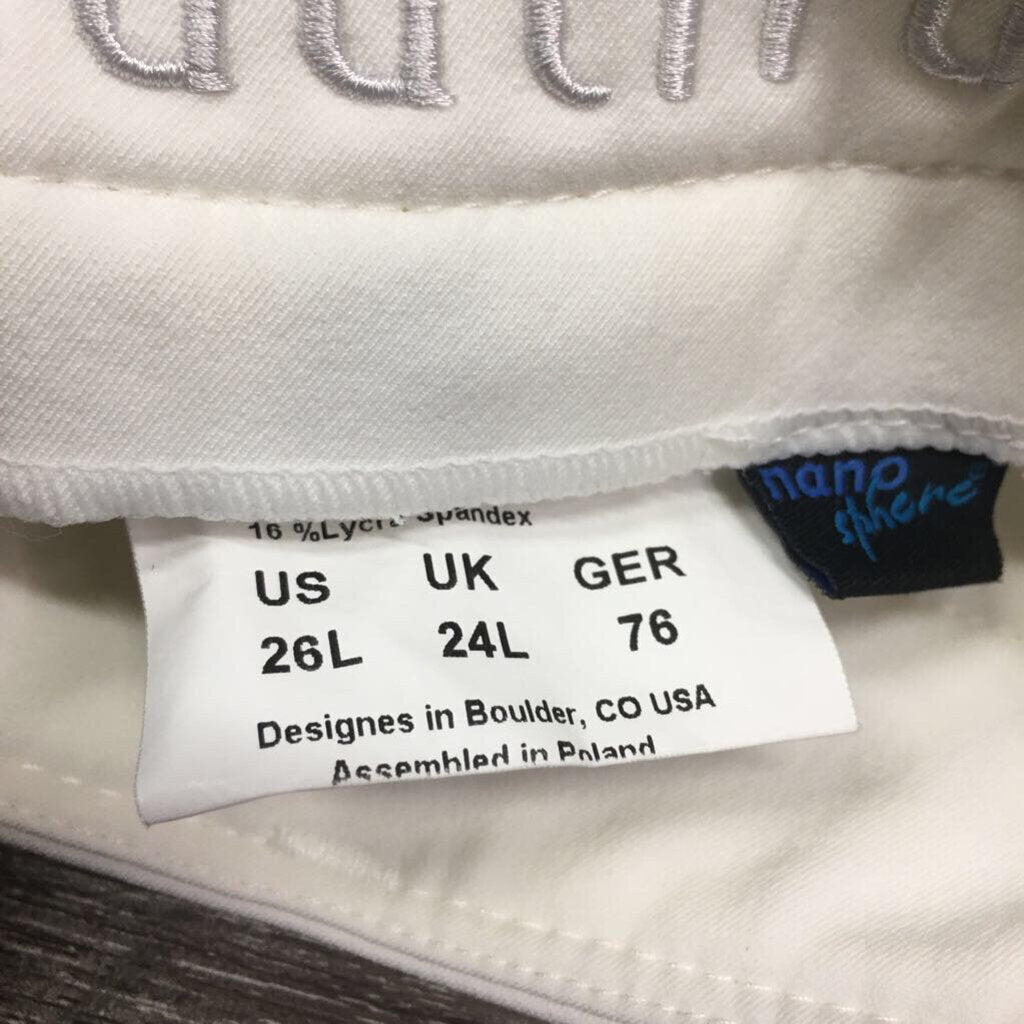 16 %Lycra Spandex
US UK GER
26L 24L 76
Designes in Boulder, CO USA
Assembled in Poland
nano
sphere